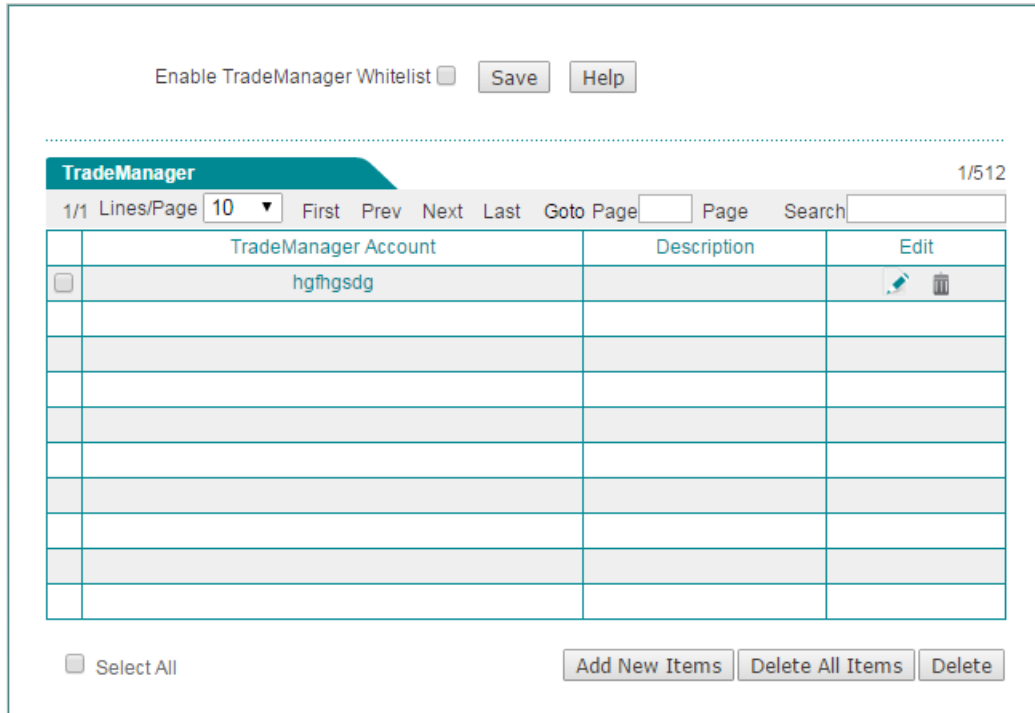 Enable TradeManager Whitelist Save Help
TradeManager 1/512
1/1 Lines/Page 10 First Prev Next Last Goto Page Page Search
TradeManager Account Description Edit
hgfhgsdg
Select All Add New Items Delete All Items Delete